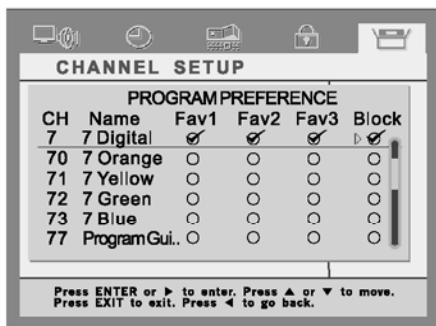 CHANNEL SETUP
PROGRAM PREFERENCE
CH Name Fav1 Fav2 Fav3 Block
7 7 Digital
70 7 Orange
71 7 Yellow
72 7 Green
73 7 Blue
77 Program Gui..
Press ENTER or ▶ to enter. Press ▲ or ▼ to move.
Press EXIT to exit. Press ◀ to go back.